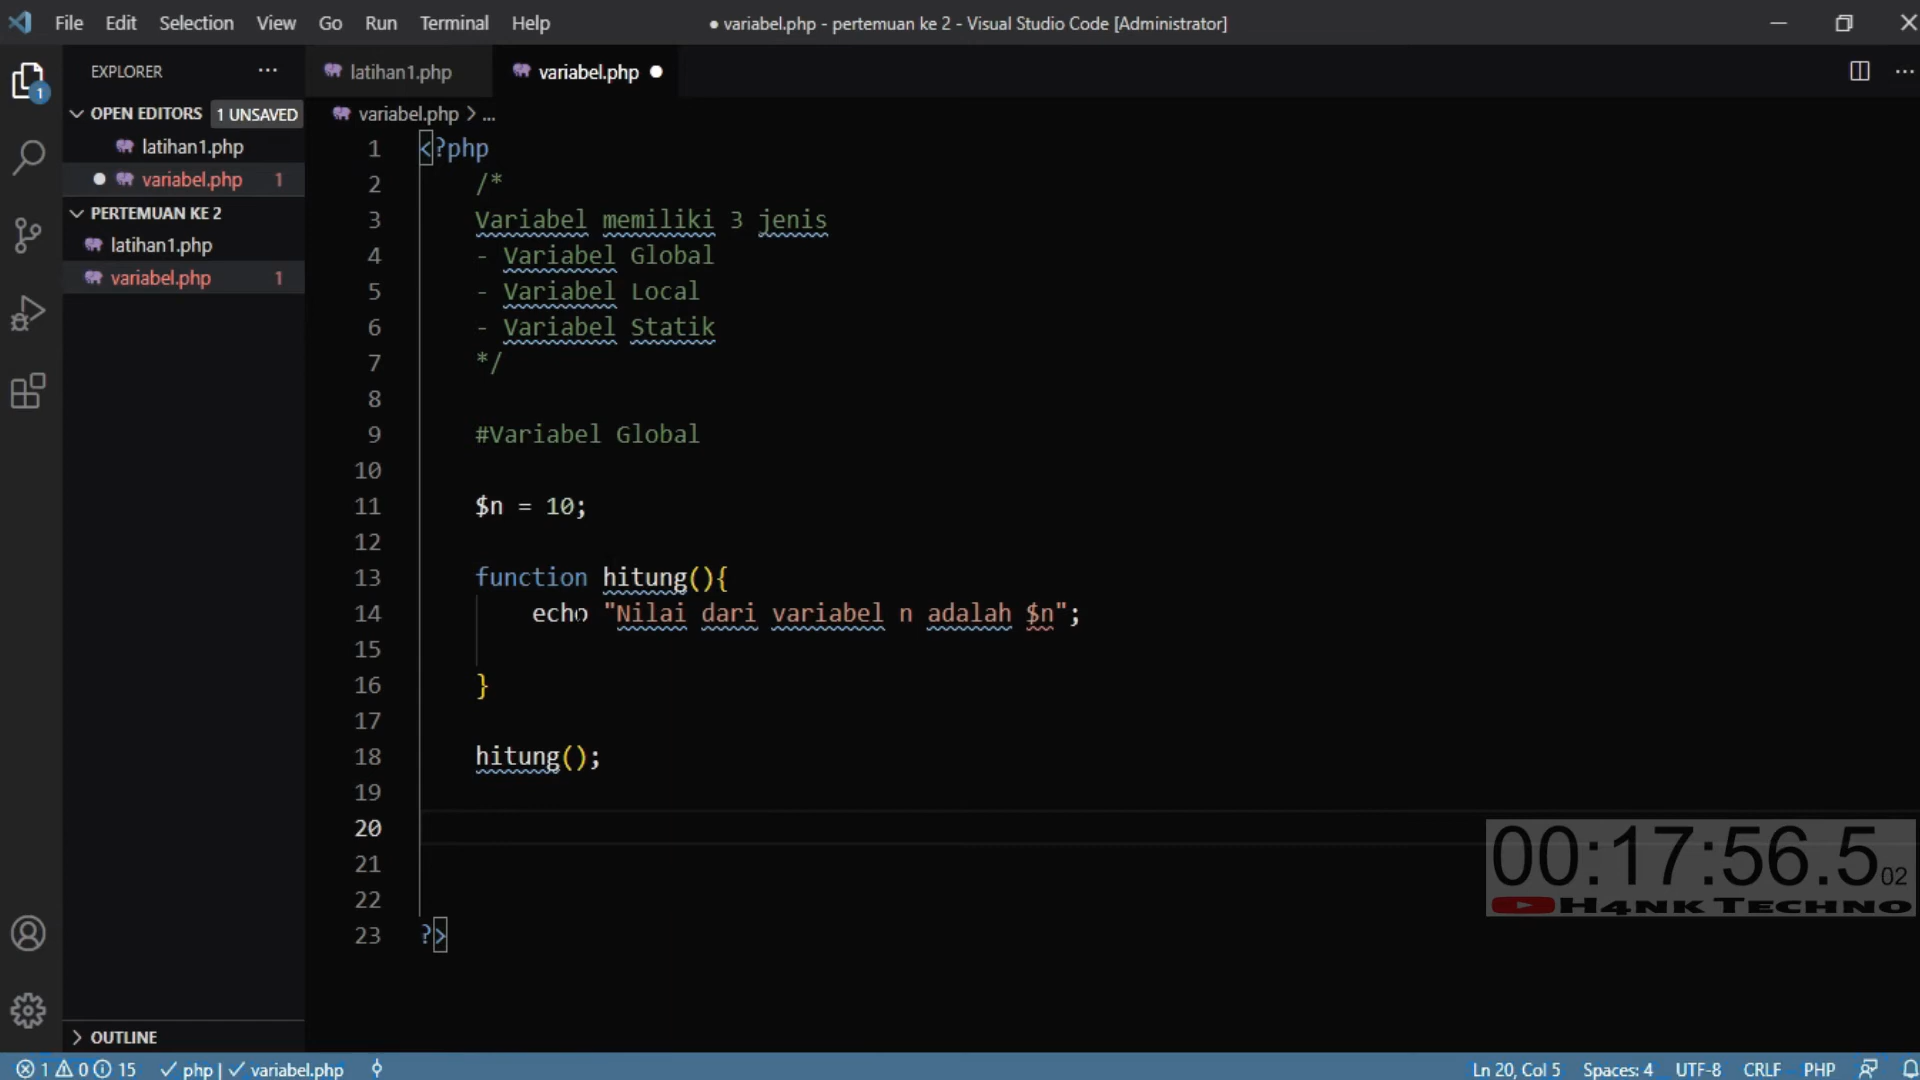 File Edit Selection View Go Run Terminal Help
● variabel.php - pertemuan ke 2 - Visual Studio Code [Administrator]
EXPLORER ···
latihan1.php
variabel.php ●
OPEN EDITORS 1 UNSAVED
latihan1.php
● variabel.php 1
PERTEMUAN KE 2
latihan1.php
variabel.php 1
OUTLINE
1
variabel.php > ...
1 <?php
2 /*
3 Variabel memiliki 3 jenis
4 - Variabel Global
5 - Variabel Local
6 - Variabel Statik
7 */
8
9 #Variabel Global
10
11 $n = 10;
12
13 function hitung(){
14 echo "Nilai dari variabel n adalah $n";
15
16 }
17
18 hitung();
19
20
21
22
23 ?>
00:17:56.5 02
H4NK TECHNO
1 0 15 ✓ php | ✓ variabel.php
Ln 20, Col 5 Spaces: 4 UTF-8 CRLF PHP